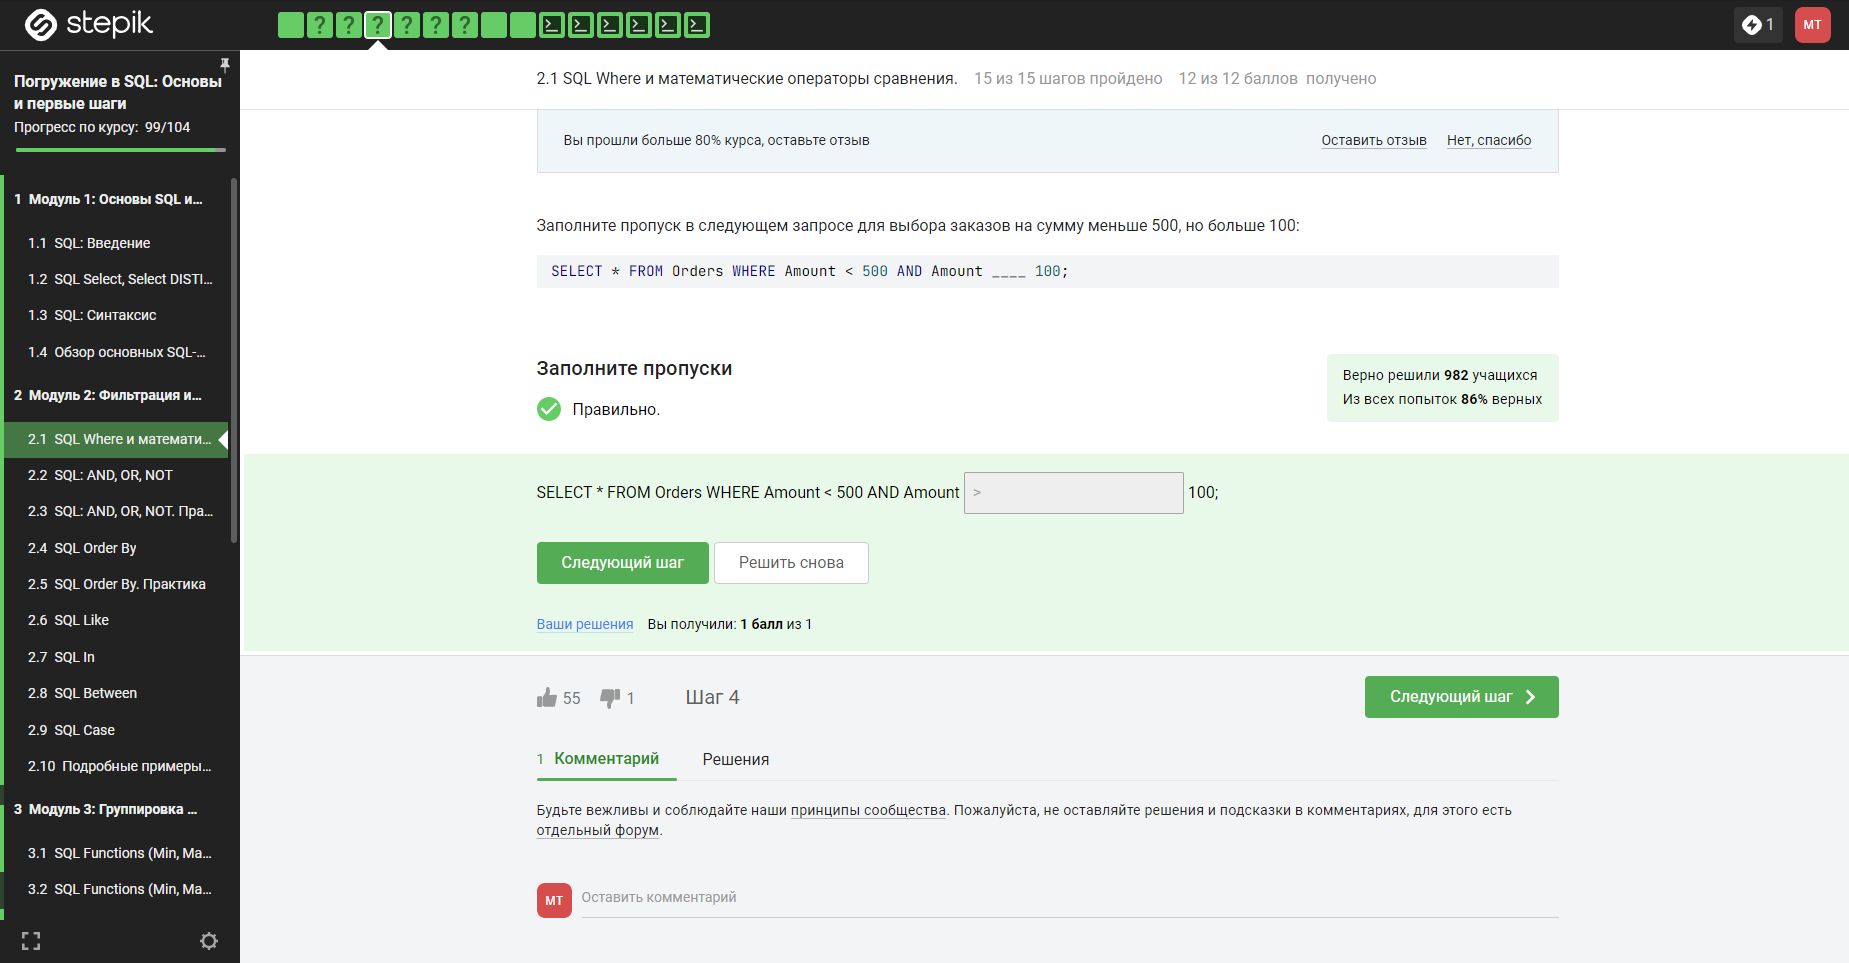 stepik
? ? ? ? ? ?
1
MT
Погружение в SQL: Основы
и первые шаги
Прогресс по курсу: 99/104
1 Модуль 1: Основы SQL и...
1.1 SQL: Введение
1.2 SQL Select, Select DISTI...
1.3 SQL: Синтаксис
1.4 Обзор основных SQL-...
2 Модуль 2: Фильтрация и...
2.1 SQL Where и математи...
2.2 SQL: AND, OR, NOT
2.3 SQL: AND, OR, NOT. Пра...
2.4 SQL Order By
2.5 SQL Order By. Практика
2.6 SQL Like
2.7 SQL In
2.8 SQL Between
2.9 SQL Case
2.10 Подробные примеры...
3 Модуль 3: Группировка ...
3.1 SQL Functions (Min, Ma...
3.2 SQL Functions (Min, Ma...
2.1 SQL Where и математические операторы сравнения. 15 из 15 шагов пройдено 12 из 12 баллов получено
Вы прошли больше 80% курса, оставьте отзыв Оставить отзыв Нет, спасибо
Заполните пропуск в следующем запросе для выбора заказов на сумму меньше 500, но больше 100:
SELECT * FROM Orders WHERE Amount < 500 AND Amount ____ 100;
Заполните пропуски
Правильно.
Верно решили 982 учащихся
Из всех попыток 86% верных
SELECT * FROM Orders WHERE Amount < 500 AND Amount > 100;
Следующий шаг Решить снова
Ваши решения Вы получили: 1 балл из 1
55 1 Шаг 4 Следующий шаг
1 Комментарий Решения
Будьте вежливы и соблюдайте наши принципы сообщества. Пожалуйста, не оставляйте решения и подсказки в комментариях, для этого есть
отдельный форум.
MT Оставить комментарий